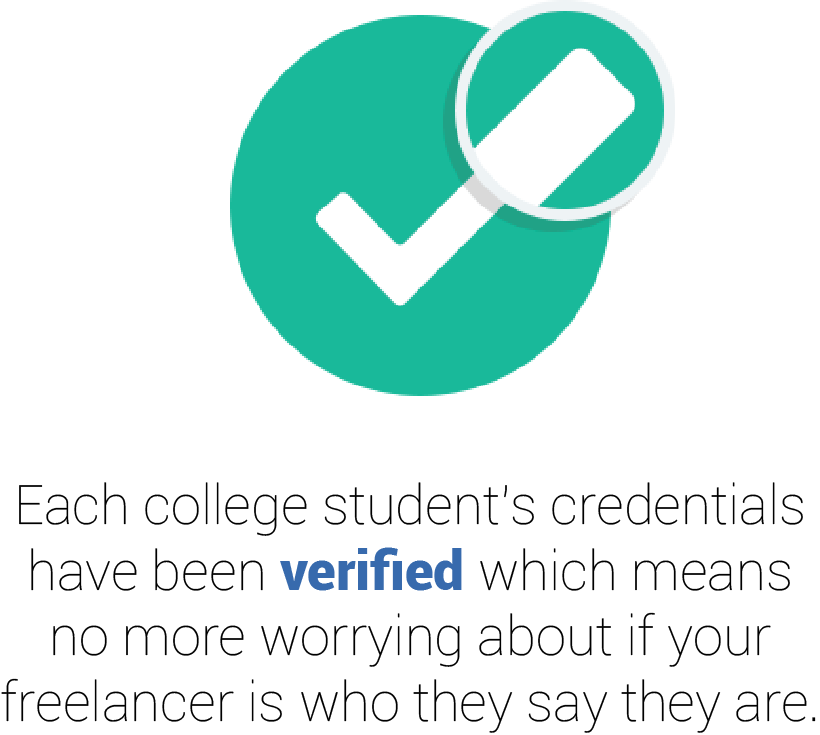 Each college student's credentials
have been verified which means
no more worrying about if your
freelancer is who they say they are.